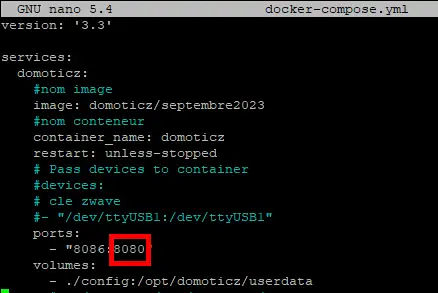 GNU nano 5.4 docker-compose.yml
version: '3.3'
services:
domoticz:
#nom image
image: domoticz/septembre2023
#nom conteneur
container_name: domoticz
restart: unless-stopped
# Pass devices to container
#devices:
# cle zwave
#- "/dev/ttyUSB1:/dev/ttyUSB1"
ports:
- "8086:8080"
volumes:
- ./config:/opt/domoticz/userdata